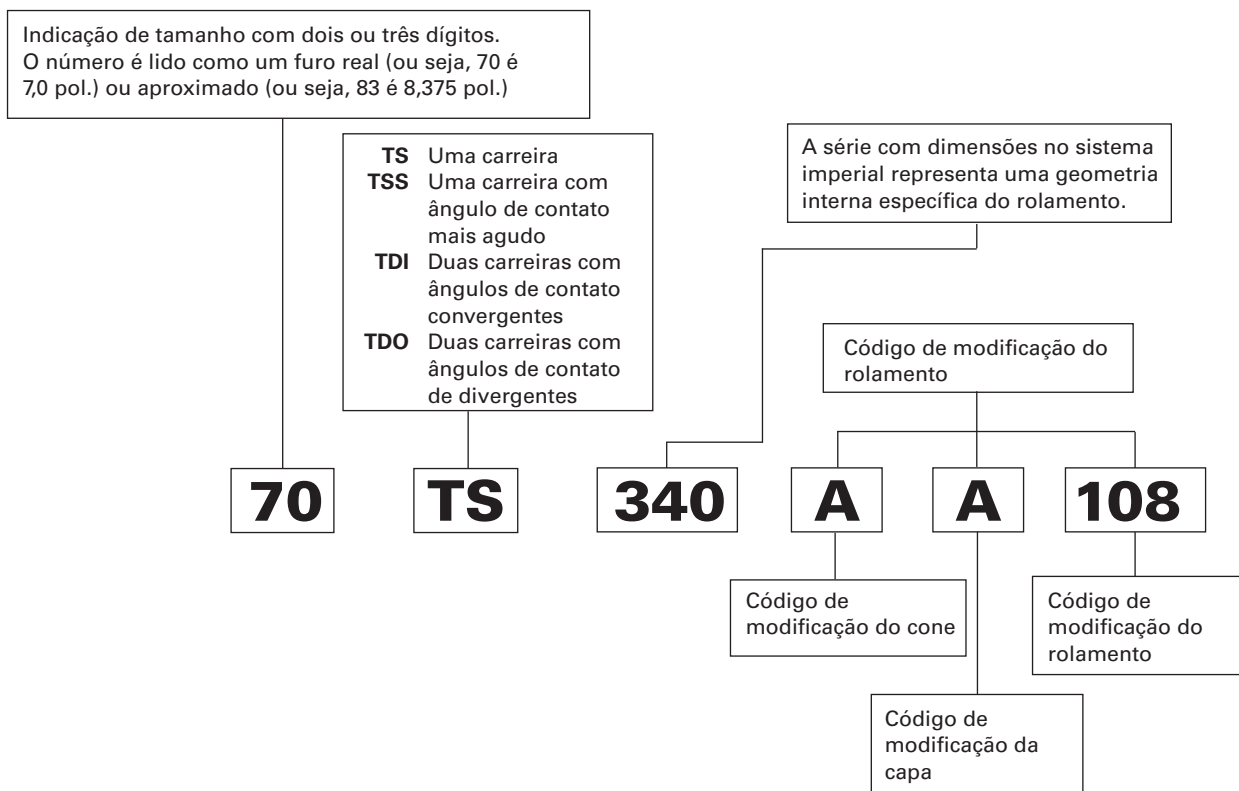 Indicação de tamanho com dois ou três dígitos.
O número é lido como um furo real (ou seja, 70 é
7,0 pol.) ou aproximado (ou seja, 83 é 8,375 pol.)
TS Uma carreira
TSS Uma carreira com
ângulo de contato
mais agudo
TDI Duas carreiras com
ângulos de contato
convergentes
TDO Duas carreiras com
ângulos de contato
de divergentes
A série com dimensões no sistema
imperial representa uma geometria
interna específica do rolamento.
Código de modificação do
rolamento
70 TS 340 A A 108
Código de
modificação do cone
Código de
modificação da
capa
Código de
modificação do
rolamento